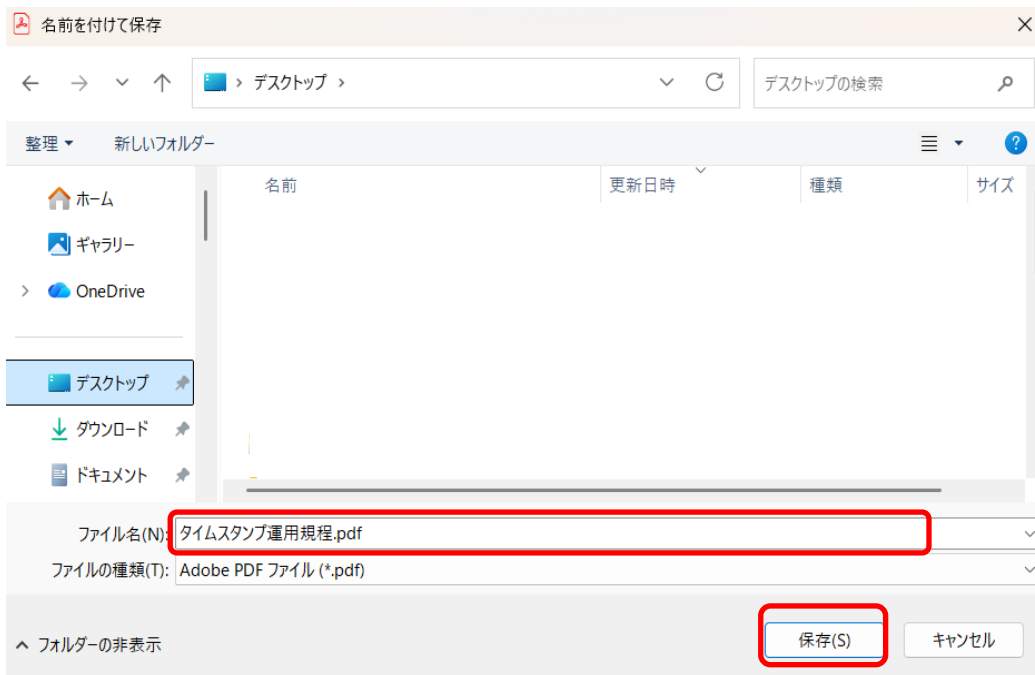 名前を付けて保存
デスクトップ
デスクトップの検索
整理
新しいフォルダー
名前
更新日時
種類
サイズ
ホーム
ギャラリー
OneDrive
デスクトップ
ダウンロード
ドキュメント
ファイル名(N): タイムスタンプ運用規程.pdf
ファイルの種類(T): Adobe PDF ファイル (*.pdf)
フォルダーの非表示
保存(S)
キャンセル